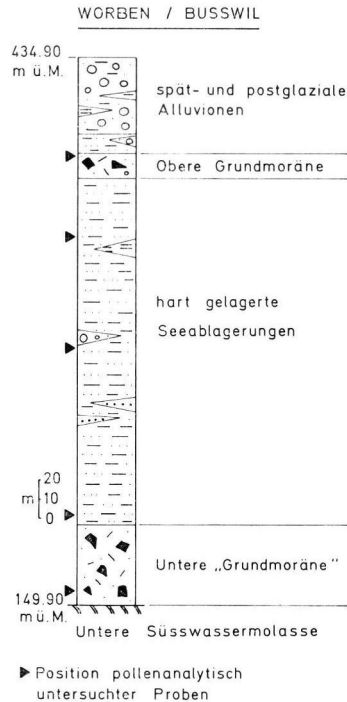 WORBEN / BUSSWIL
434.90
m ü.M.
spät- und postglaziale
Alluvionen
Obere Grundmoräne
hart gelagerte
Seeablagerungen
20
m 10
0
Untere „Grundmoräne"
149.90
m ü.M.
Untere Süsswassermolasse
Position pollenanalytisch
untersuchter Proben